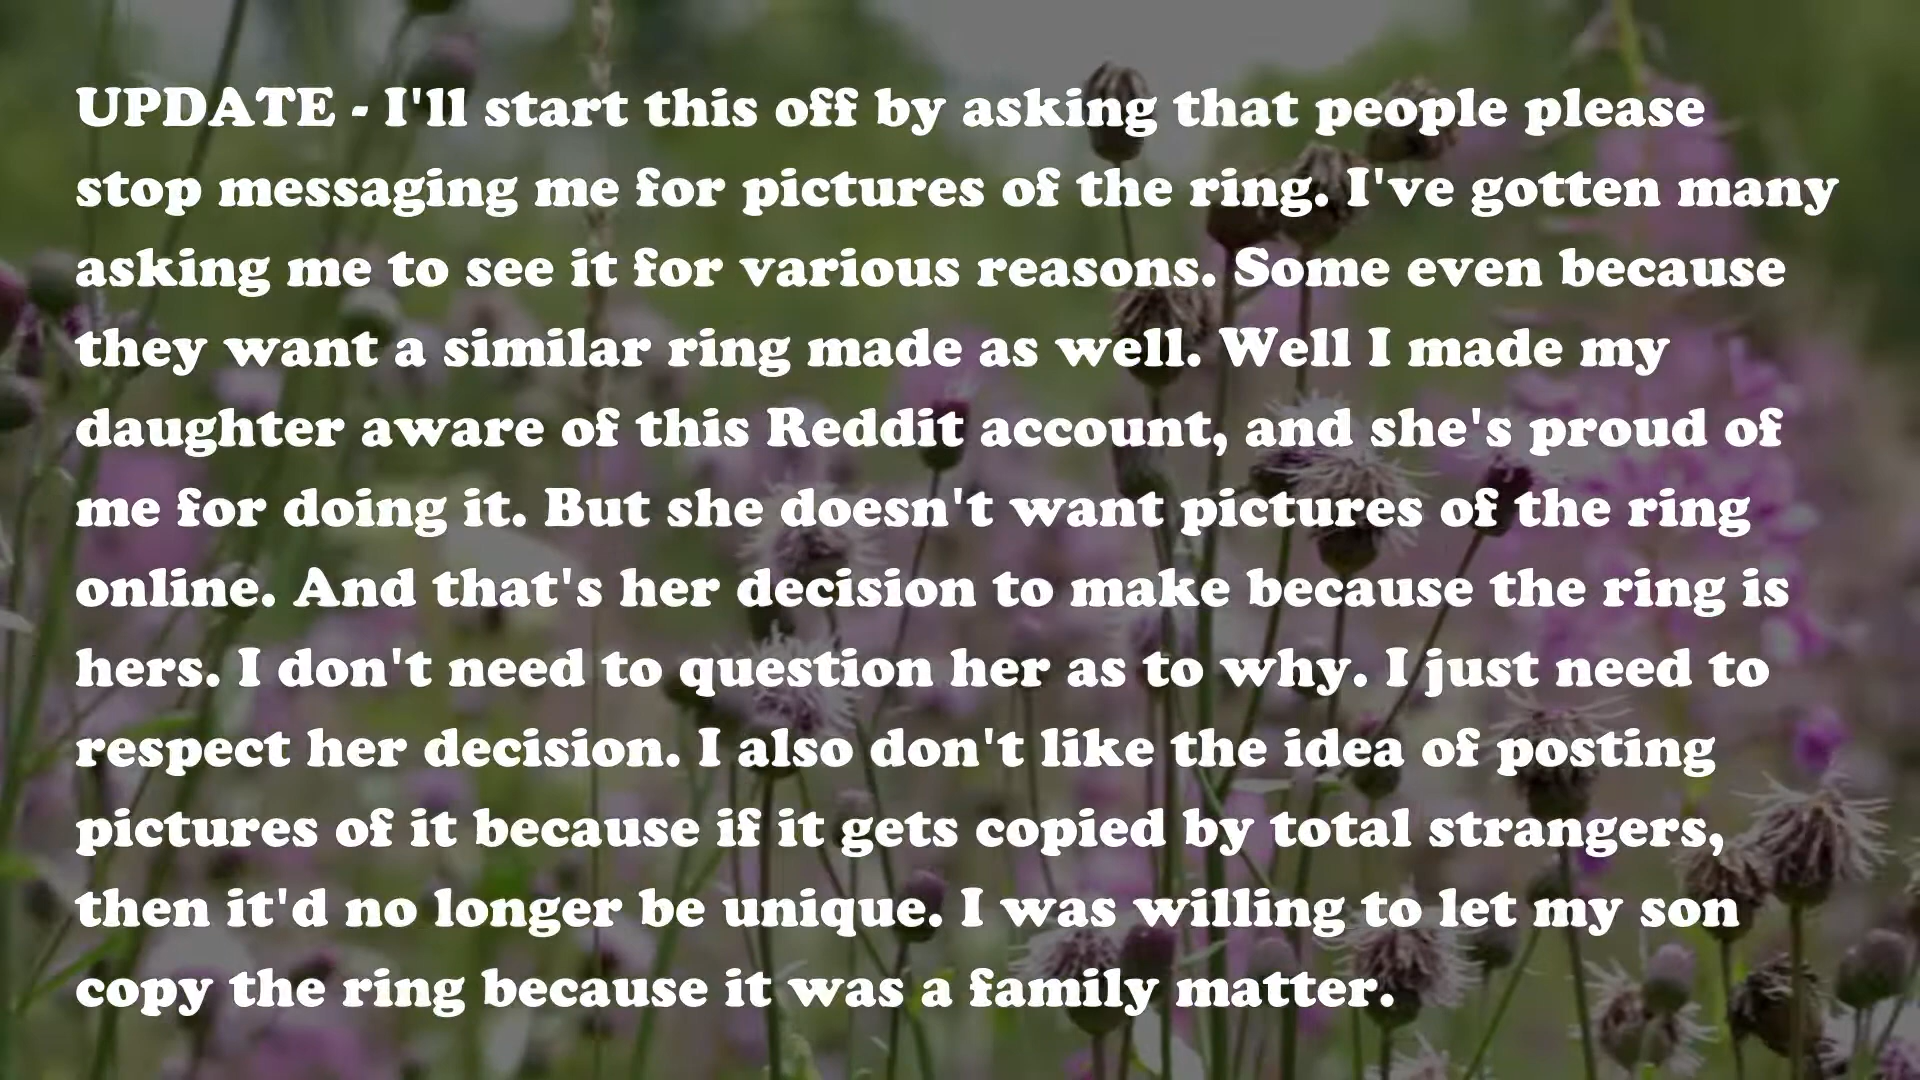 UPDATE - I'll start this off by asking that people please
stop messaging me for pictures of the ring. I've gotten many
asking me to see it for various reasons. Some even because
they want a similar ring made as well. Well I made my
daughter aware of this Reddit account, and she's proud of
me for doing it. But she doesn't want pictures of the ring
online. And that's her decision to make because the ring is
hers. I don't need to question her as to why. I just need to
respect her decision. I also don't like the idea of posting
pictures of it because if it gets copied by total strangers,
then it'd no longer be unique. I was willing to let my son
copy the ring because it was a family matter.